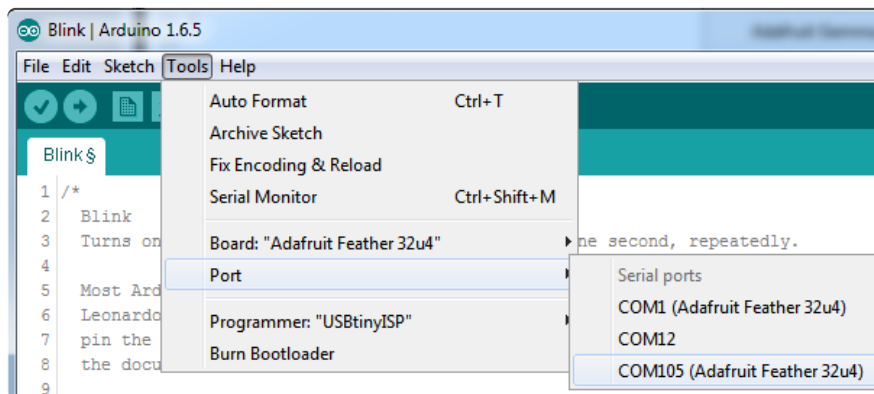 Blink | Arduino 1.6.5
File Edit Sketch Tools Help
Auto Format Ctrl+T
Archive Sketch
Blink§
Fix Encoding & Reload
1 /*
Serial Monitor Ctrl+Shift+M
2 Blink
3 Turns on
Board: "Adafruit Feather 32u4"
ne second, repeatedly.
4
Port
Serial ports
5 Most Ard
6 Leonardo
COM1 (Adafruit Feather 32u4)
Programmer: "USBtinyISP"
7 pin the
COM12
Burn Bootloader
8 the docu
COM105 (Adafruit Feather 32u4)
9